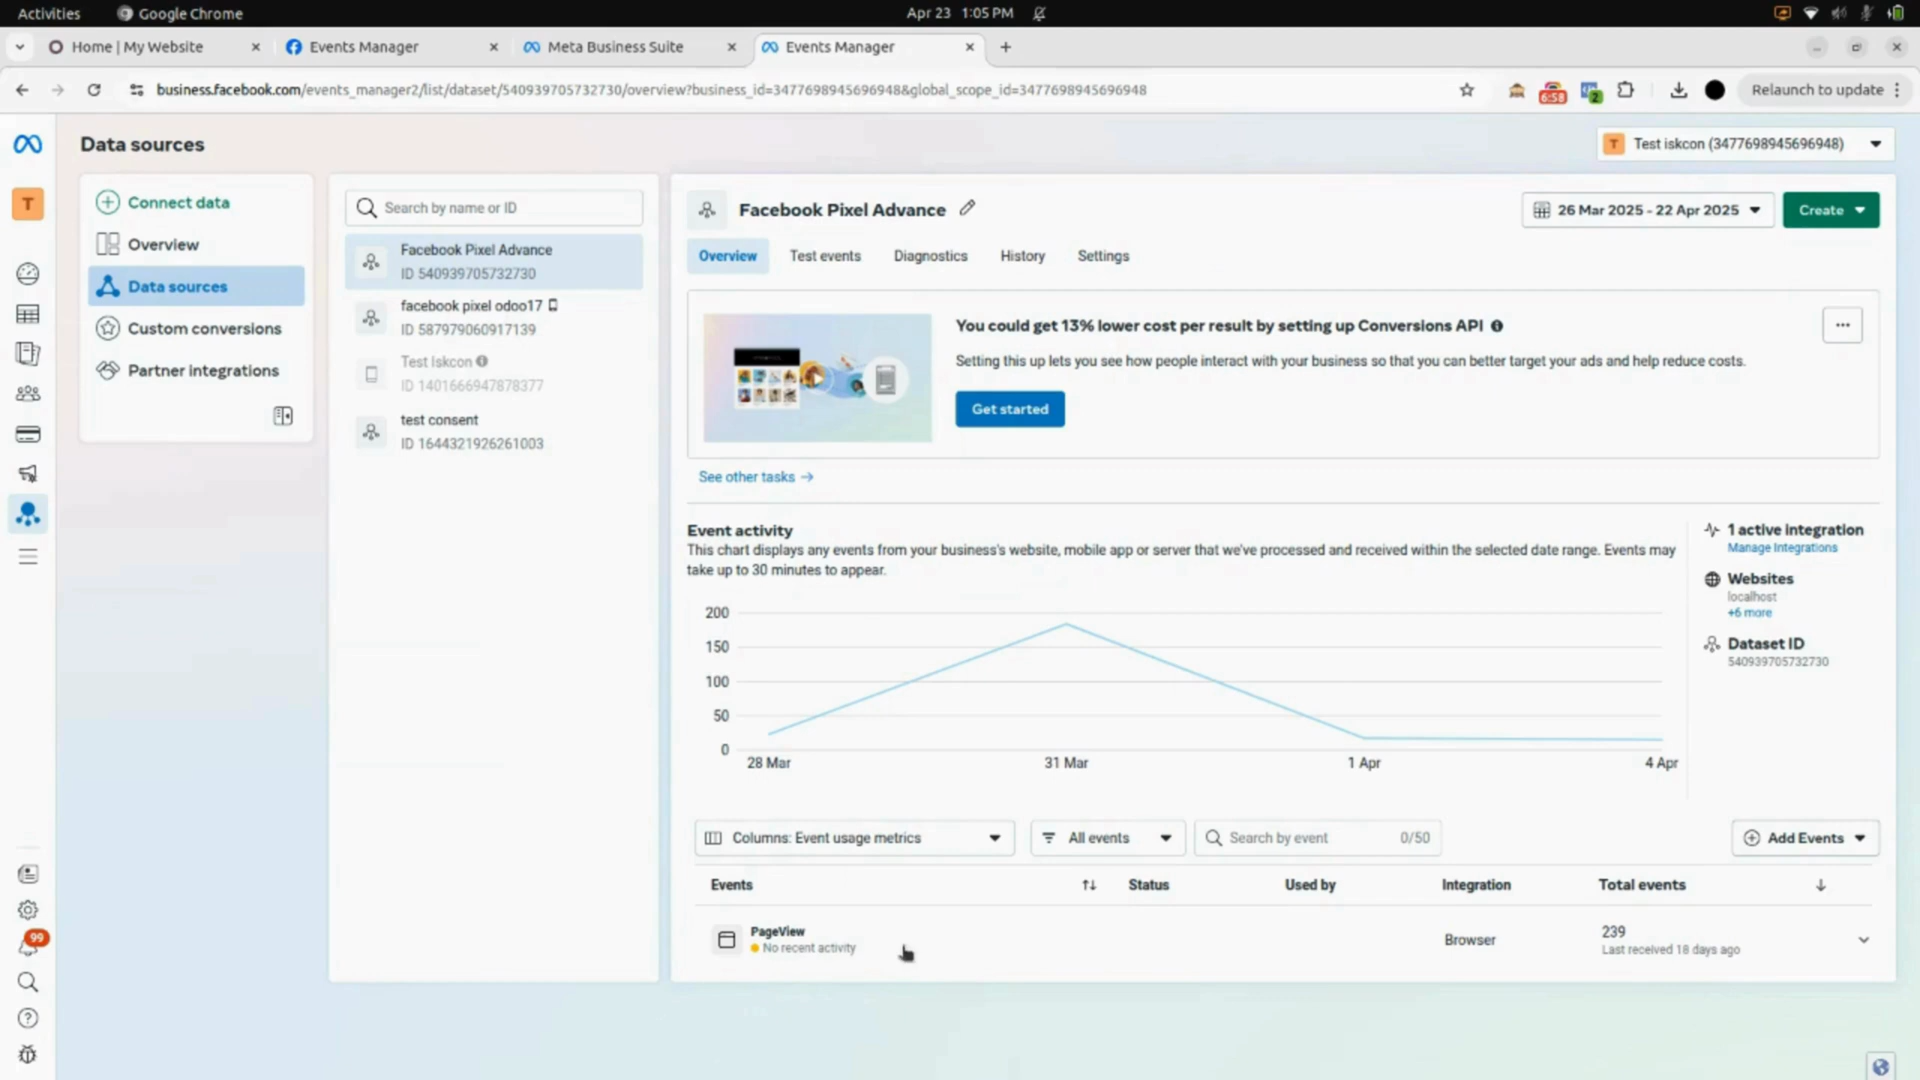 Activities
Google Chrome
Apr 23 1:05 PM
Home | My Website
Events Manager
Meta Business Suite
Events Manager
business.facebook.com/events_manager2/list/dataset/540939705732730/overview?business_id=3477698945696948&global_scope_id=3477698945696948
6:58
2
Relaunch to update
Data sources
T Test iskcon (3477698945696948)
T
Connect data
Overview
Data sources
Custom conversions
Partner integrations
Search by name or ID
Facebook Pixel Advance
ID 540939705732730
facebook pixel odoo17
ID 587979060917139
Test Iskcon
ID 1401666947878377
test consent
ID 1644321926261003
Facebook Pixel Advance
26 Mar 2025 - 22 Apr 2025
Create
Overview
Test events
Diagnostics
History
Settings
You could get 13% lower cost per result by setting up Conversions API
Setting this up lets you see how people interact with your business so that you can better target your ads and help reduce costs.
Get started
See other tasks
Event activity
This chart displays any events from your business's website, mobile app or server that we've processed and received within the selected date range. Events may
take up to 30 minutes to appear.
200
150
100
50
0
28 Mar
31 Mar
1 Apr
4 Apr
1 active integration
Manage Integrations
Websites
localhost
+6 more
Dataset ID
540939705732730
Columns: Event usage metrics
All events
Search by event
0/50
Add Events
Events
Status
Used by
Integration
Total events
PageView
No recent activity
Browser
239
Last received 18 days ago
99